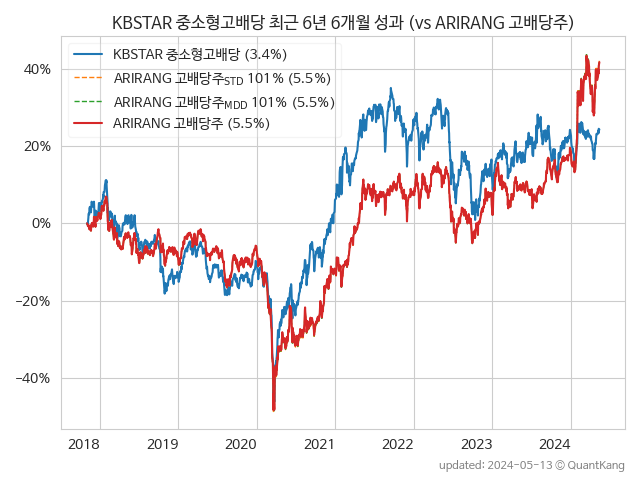 KBSTAR 중소형고배당 최근 6년 6개월 성과 (vs ARIRANG 고배당주)
KBSTAR 중소형고배당 (3.4%)
ARIRANG 고배당주STD 101% (5.5%)
ARIRANG 고배당주MDD 101% (5.5%)
ARIRANG 고배당주 (5.5%)
40%
20%
0%
−20%
−40%
2018 2019 2020 2021 2022 2023 2024
updated: 2024-05-13 © QuantKang